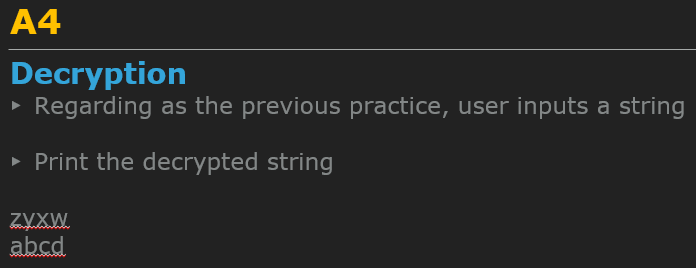 A4
Decryption
Regarding as the previous practice, user inputs a string
Print the decrypted string
zyxw
abcd